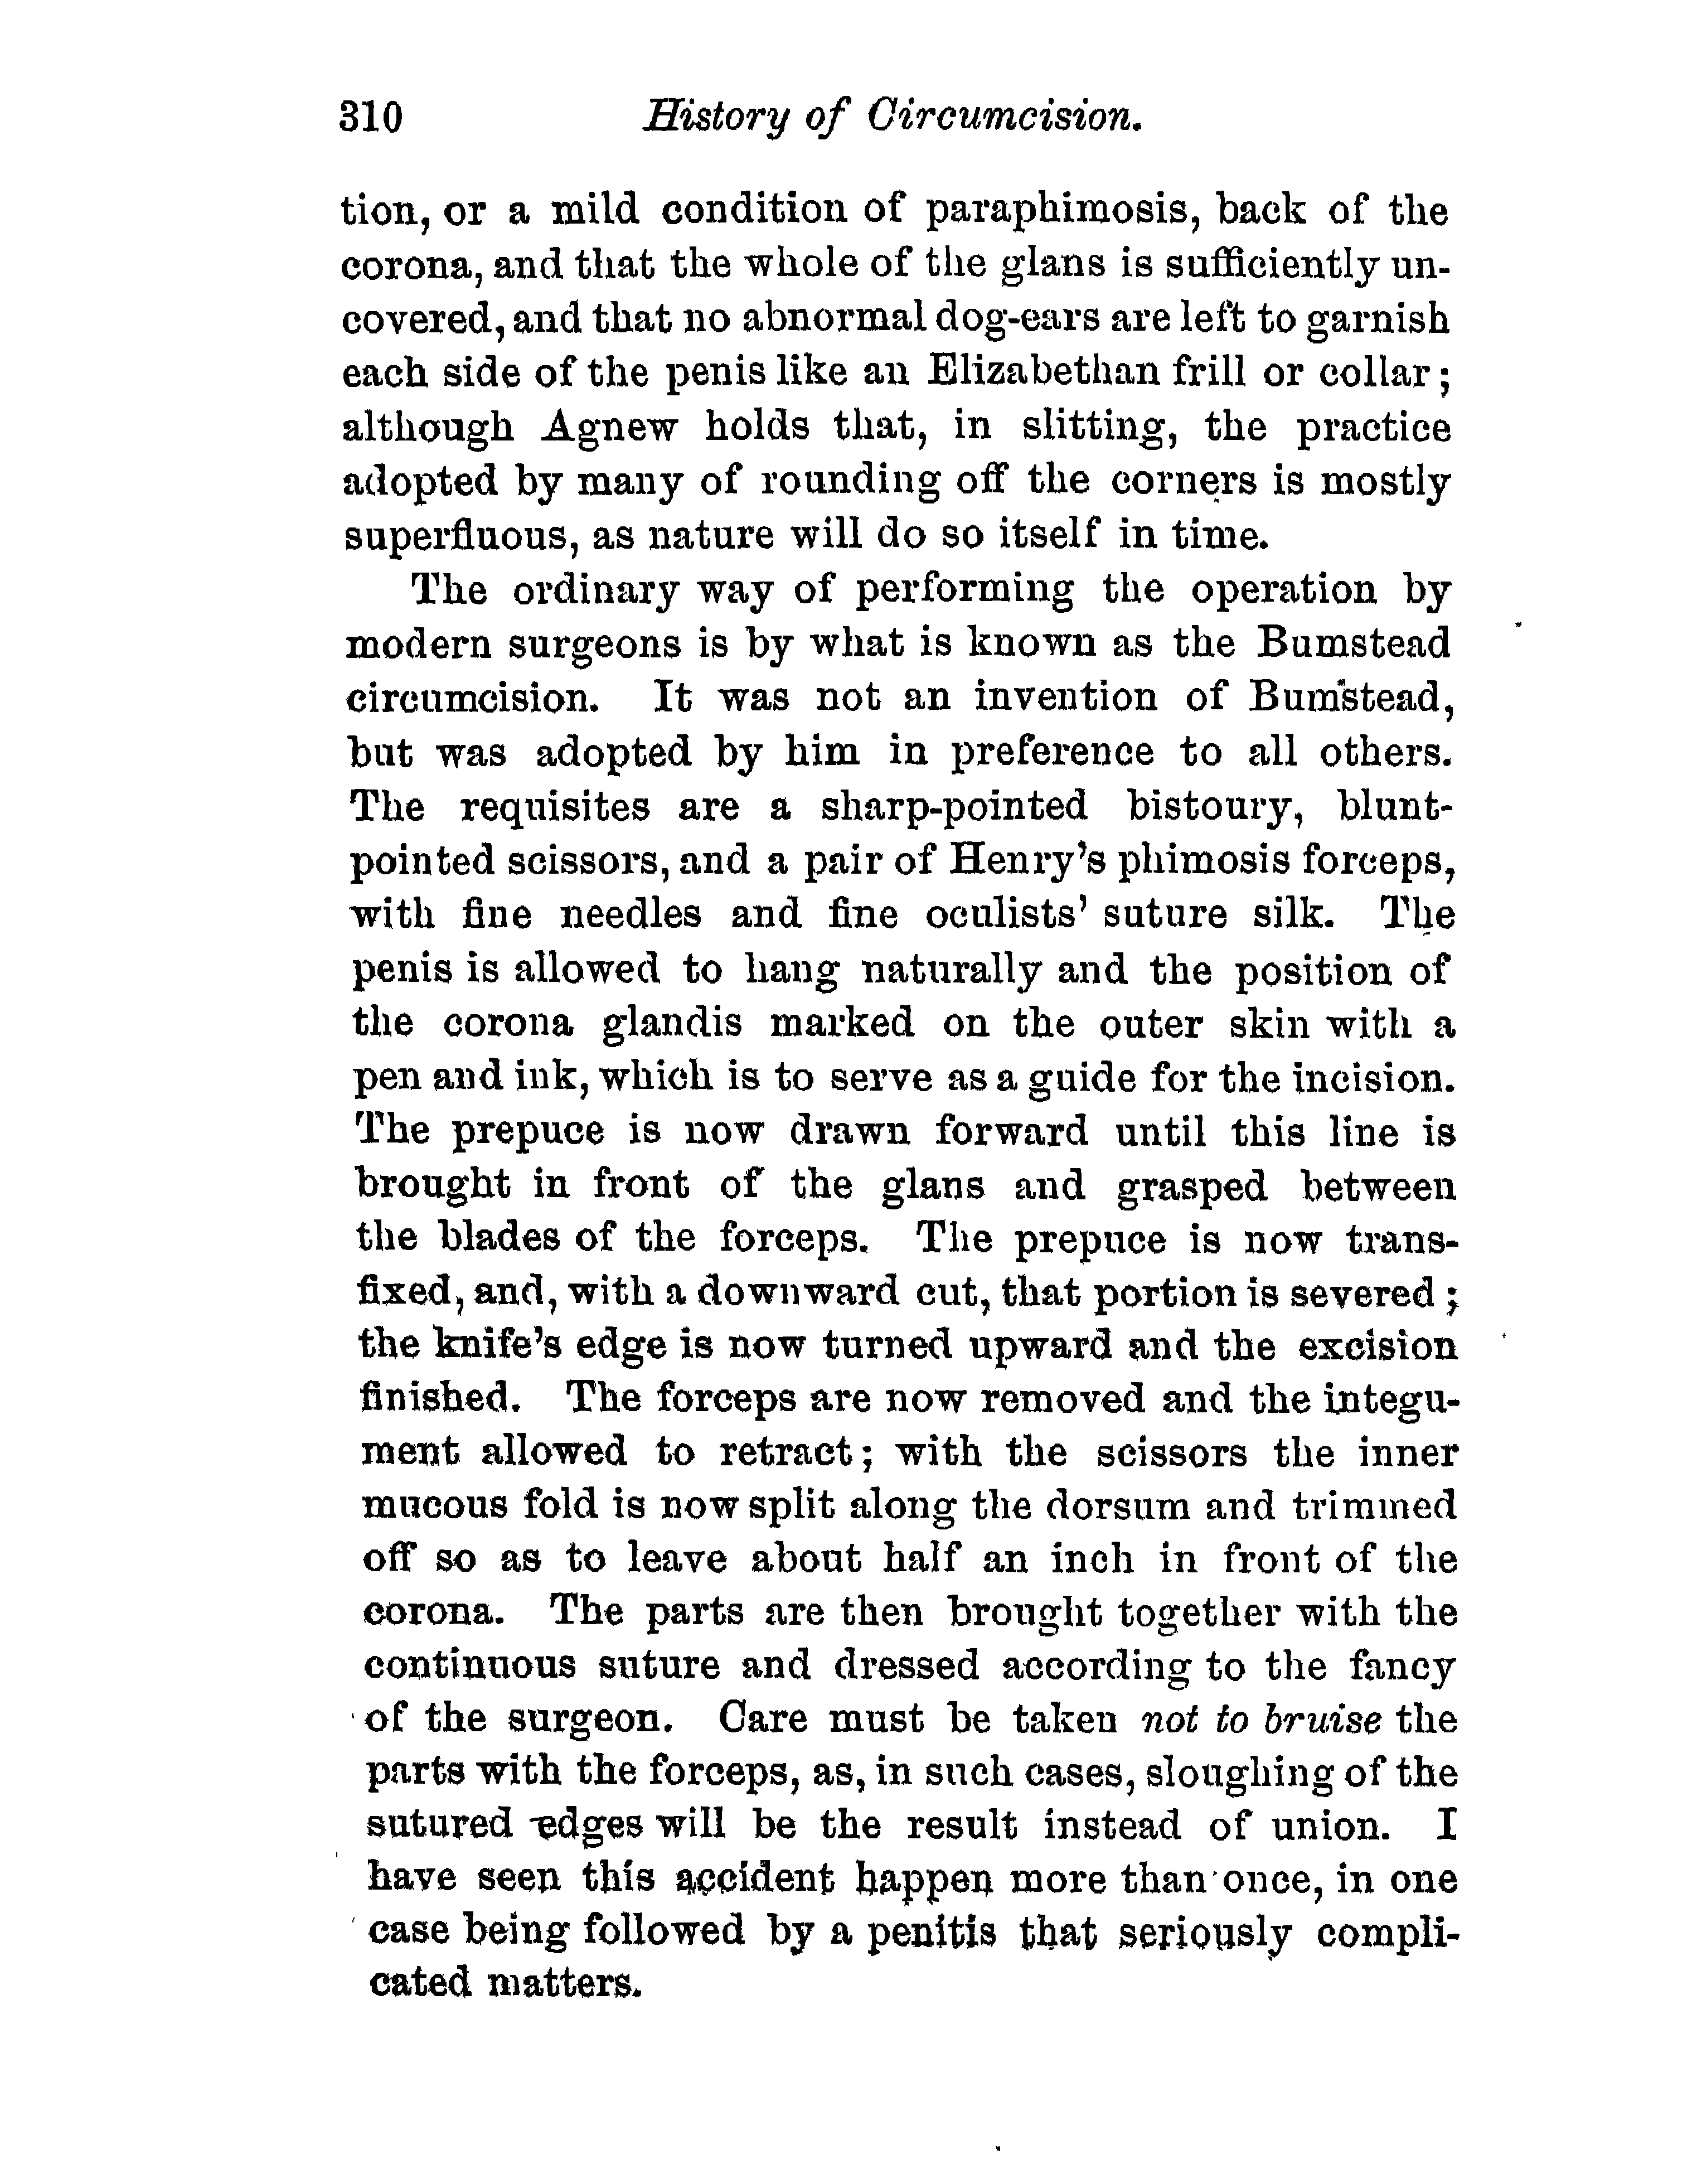 310 History of Circumcision.
tion, or a mild condition of paraphimosis, back of the
corona, and that the whole of the glans is sufficiently un-
covered, and that no abnormal dog-ears are left to garnish
each side of the penis like an Elizabethan frill or collar;
although Agnew holds that, in slitting, the practice
adopted by many of rounding off the corners is mostly
superfluous, as nature will do so itself in time.
The ordinary way of performing the operation by
modern surgeons is by what is known as the Bumstead
circumcision. It was not an invention of Bumstead,
but was adopted by him in preference to all others.
The requisites are a sharp-pointed bistoury, blunt-
pointed scissors, and a pair of Henry's phimosis forceps,
with fine needles and fine oculists' suture silk. The
penis is allowed to hang naturally and the position of
the corona glandis marked on the outer skin with a
pen and ink, which is to serve as a guide for the incision.
The prepuce is now drawn forward until this line is
brought in front of the glans and grasped between
the blades of the forceps. The prepuce is now trans-
fixed, and, with a downward cut, that portion is severed;
the knife's edge is now turned upward and the excision
finished. The forceps are now removed and the integu-
ment allowed to retract; with the scissors the inner
mucous fold is now split along the dorsum and trimmed
off so as to leave about half an inch in front of the
corona. The parts are then brought together with the
continuous suture and dressed according to the fancy
of the surgeon. Care must be taken not to bruise the
parts with the forceps, as, in such cases, sloughing of the
sutured edges will be the result instead of union. I
have seen this accident happen more than once, in one
case being followed by a penitis that seriously compli-
cated matters.